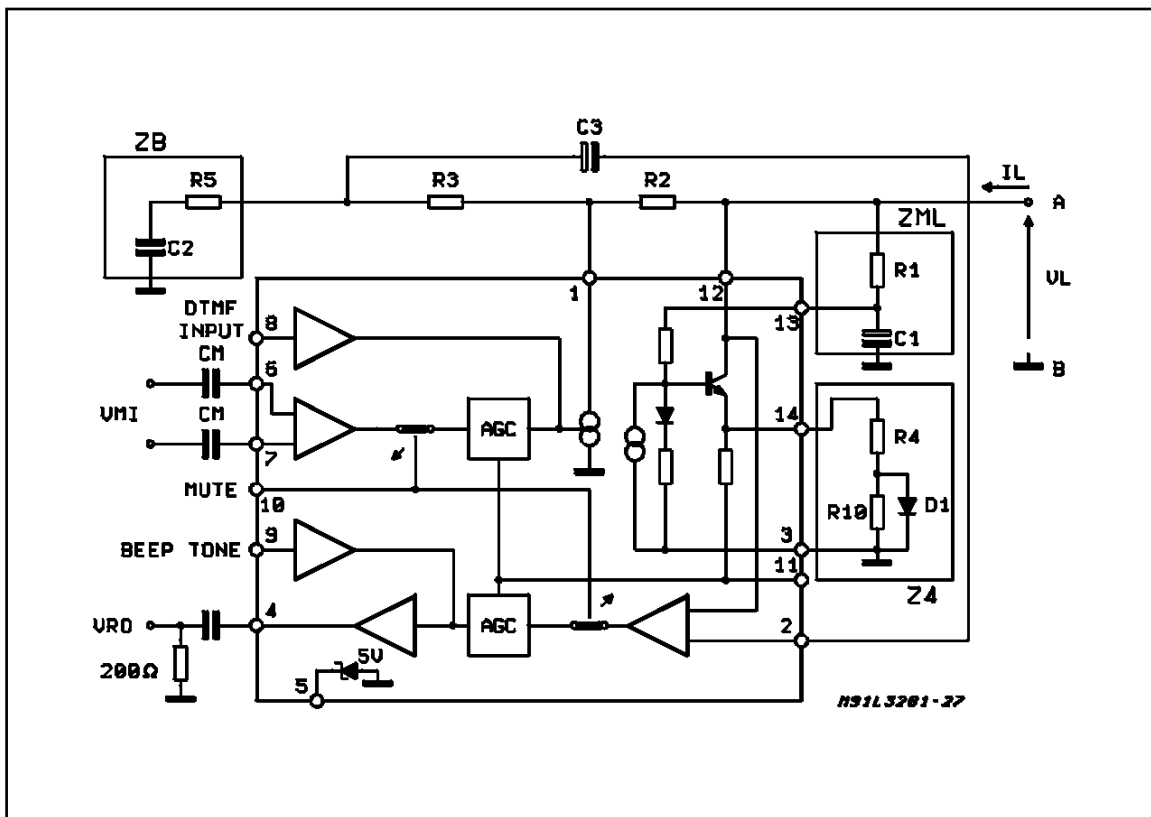 C3
ZB
R5
R3
R2
IL
A
C2
ZML
R1
VL
1
12
13
DTMF
INPUT
8
C1
B
CM
6
VMI
CM
14
AGC
R4
7
MUTE
10
R10
D1
BEEP TONE
9
3
11
Z4
VRO
4
AGC
2
200Ω
5V
5
M91L3201-27